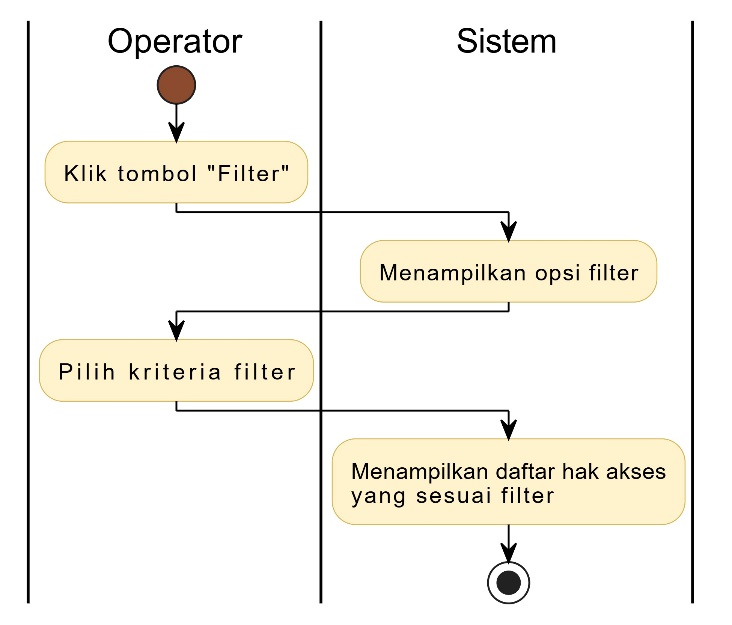 Operator
Sistem
Klik tombol "Filter"
Menampilkan opsi filter
Pilih kriteria filter
Menampilkan daftar hak akses
yang sesuai filter